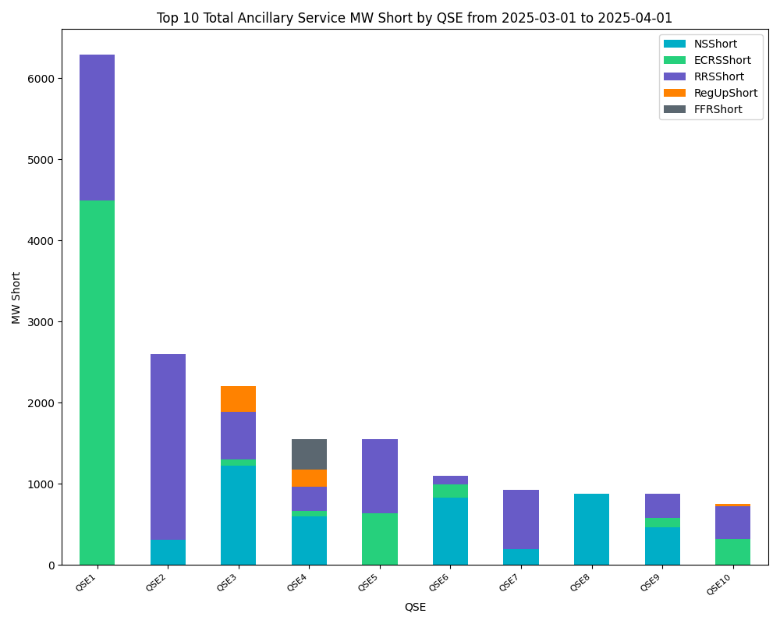 Top 10 Total Ancillary Service MW Short by QSE from 2025-03-01 to 2025-04-01
NSShort
ECRSShort
RRSShort
RegUpShort
FFRShort
MW Short
6000
5000
4000
3000
2000
1000
0
QSE1
QSE2
QSE3
QSE4
QSE5
QSE6
QSE7
QSE8
QSE9
QSE10
QSE